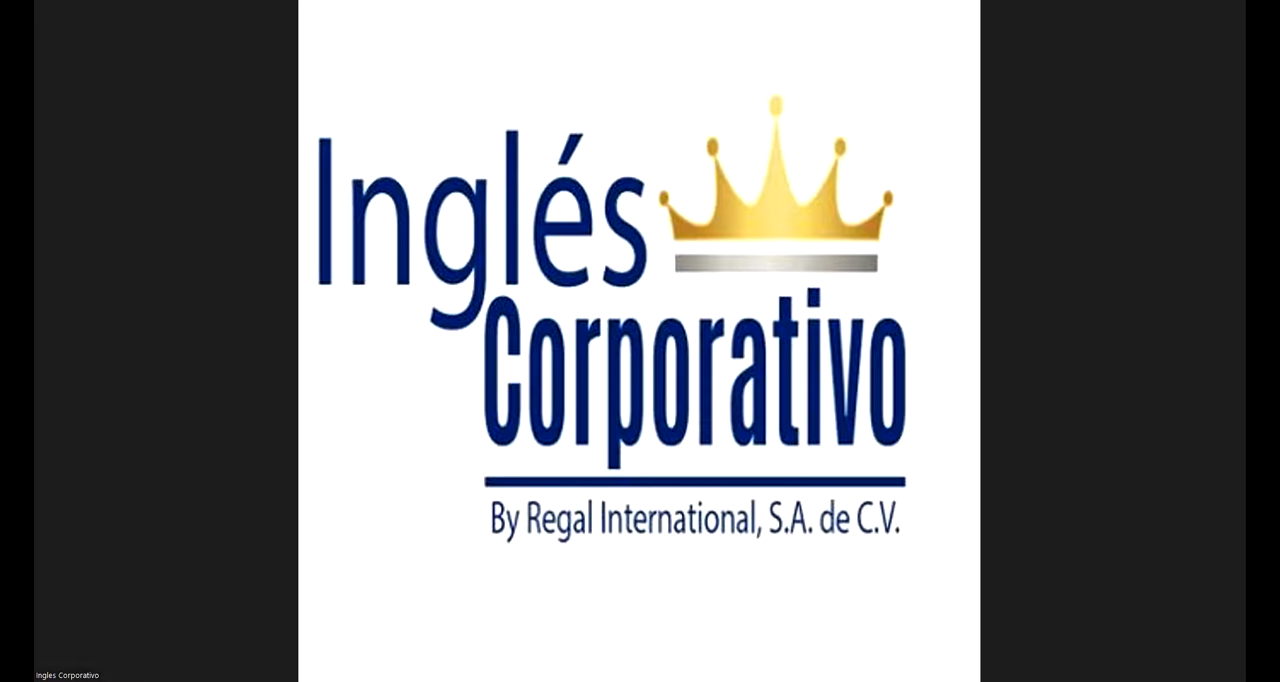 Inglés
Corporativo
By Regal International, S.A. de C.V.
Ingles Corporativo